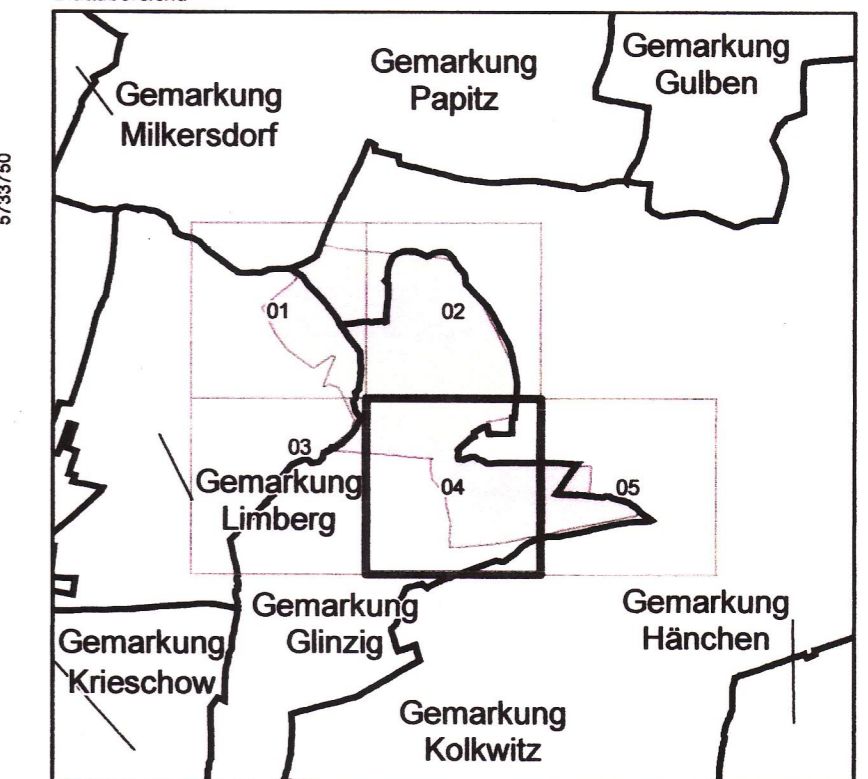 5733750
Gemarkung
Gulben
Gemarkung
Papitz
Gemarkung
Milkersdorf
01
02
03
Gemarkung
Limberg
04
05
Gemarkung
Glinzig
Gemarkung
Hänchen
Gemarkung
Krieschow
Gemarkung
Kolkwitz